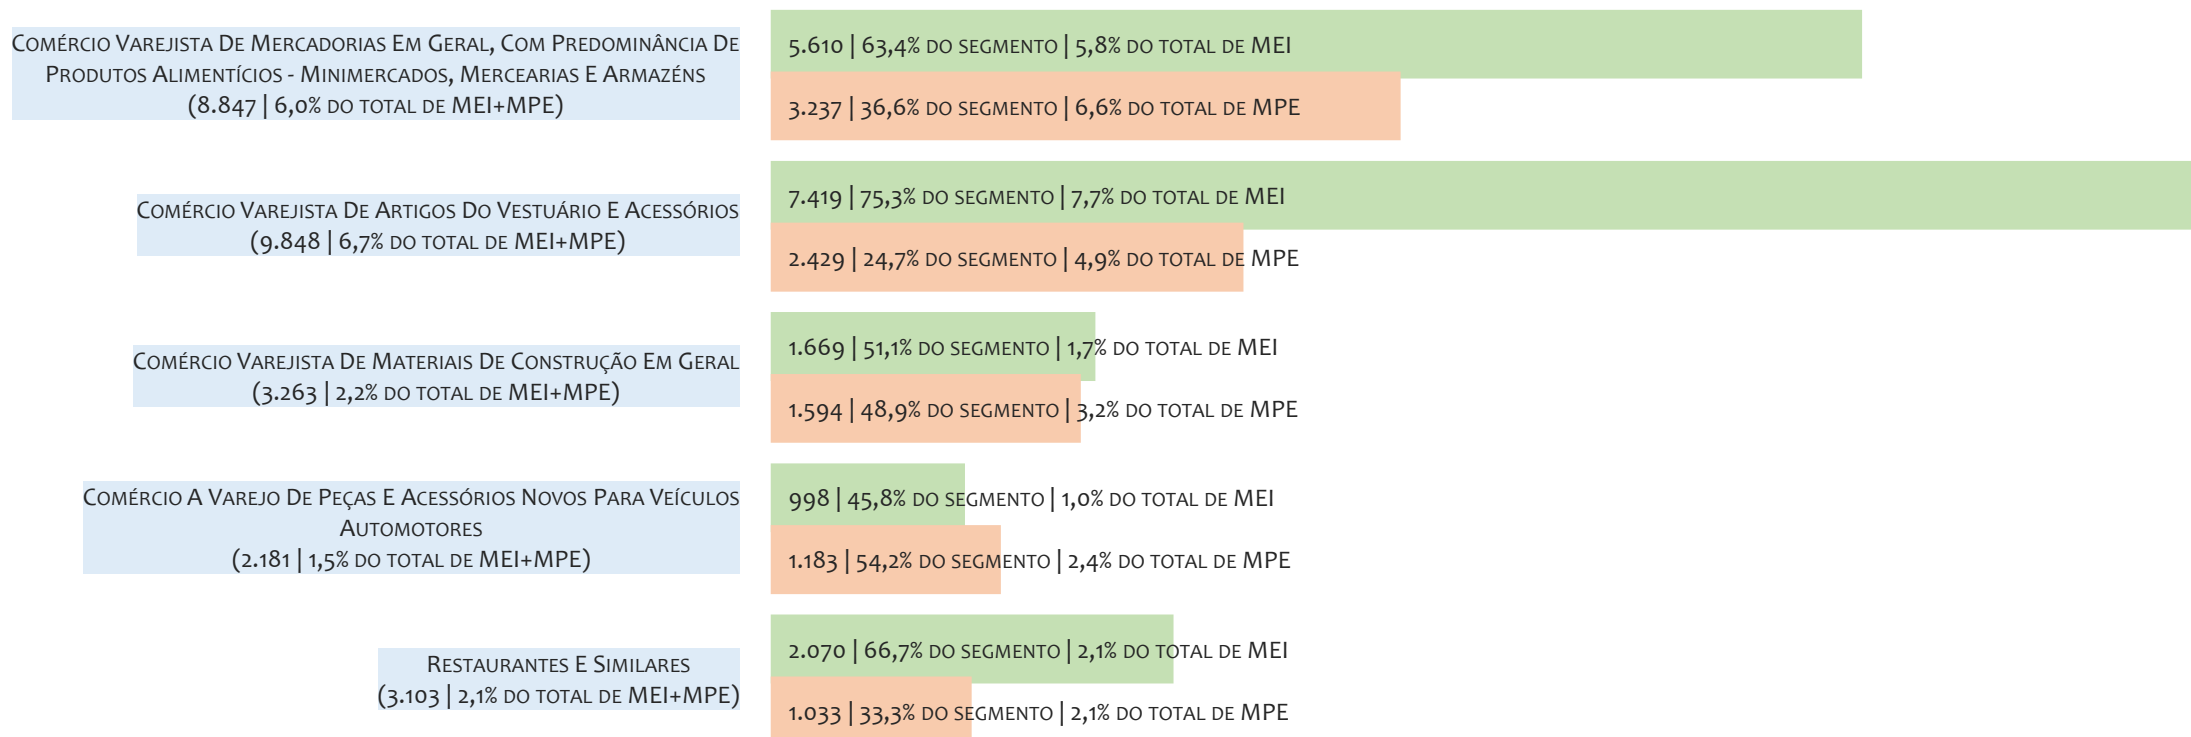 Comércio Varejista De Mercadorias Em Geral, Com Predominância De
Produtos Alimentícios - Minimercados, Mercearias E Armazéns
(8.847 | 6,0% do total de MEI+MPE)
5.610 | 63,4% do segmento | 5,8% do total de MEI
3.237 | 36,6% do segmento | 6,6% do total de MPE
Comércio Varejista De Artigos Do Vestuário E Acessórios
(9.848 | 6,7% do total de MEI+MPE)
7.419 | 75,3% do segmento | 7,7% do total de MEI
2.429 | 24,7% do segmento | 4,9% do total de MPE
Comércio Varejista De Materiais De Construção Em Geral
(3.263 | 2,2% do total de MEI+MPE)
1.669 | 51,1% do segmento | 1,7% do total de MEI
1.594 | 48,9% do segmento | 3,2% do total de MPE
Comércio A Varejo De Peças E Acessórios Novos Para Veículos
Automotores
(2.181 | 1,5% do total de MEI+MPE)
998 | 45,8% do segmento | 1,0% do total de MEI
1.183 | 54,2% do segmento | 2,4% do total de MPE
Restaurantes E Similares
(3.103 | 2,1% do total de MEI+MPE)
2.070 | 66,7% do segmento | 2,1% do total de MEI
1.033 | 33,3% do segmento | 2,1% do total de MPE